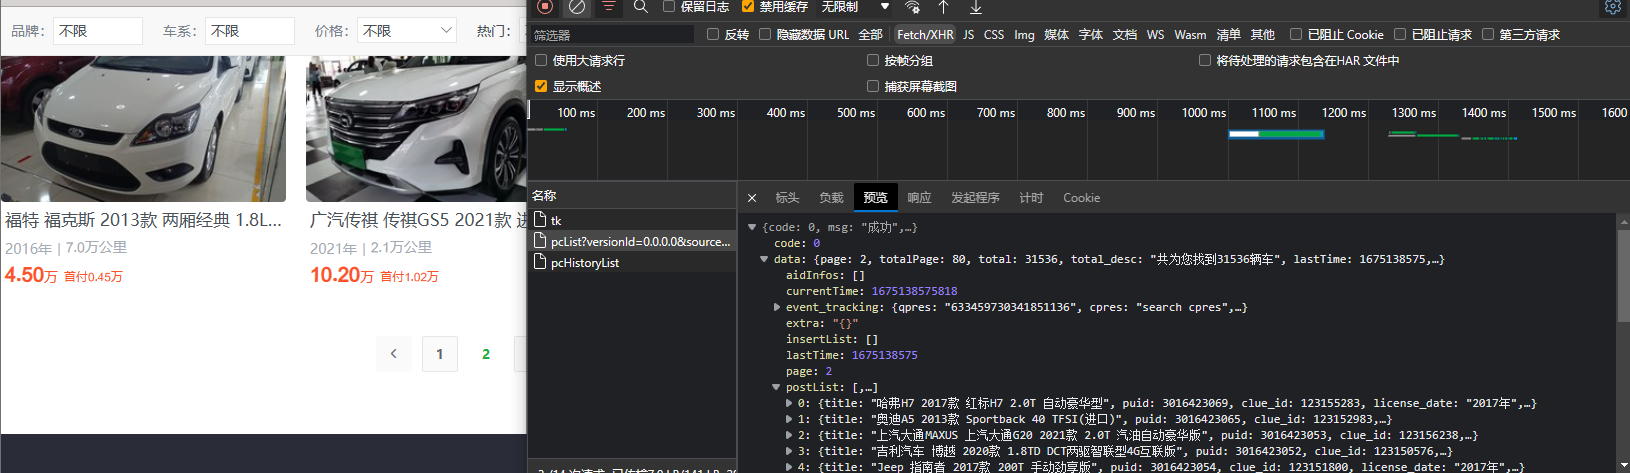 品牌： 不限 车系： 不限 价格： 不限 热门：
福特 福克斯 2013款 两厢经典 1.8L...
2016年 | 7.0万公里
4.50万 首付0.45万
广汽传祺 传祺GS5 2021款 进
2021年 | 2.1万公里
10.20万 首付1.02万
1 2
保留日志 禁用缓存 无限制
筛选器 反转 隐藏数据 URL 全部 Fetch/XHR JS CSS Img 媒体 字体 文档 WS Wasm 清单 其他 已阻止 Cookie 已阻止请求 第三方请求
使用大请求行 按帧分组 将待处理的请求包含在HAR 文件中
显示概述 捕获屏幕截图
100 ms 200 ms 300 ms 400 ms 500 ms 600 ms 700 ms 800 ms 900 ms 1000 ms 1100 ms 1200 ms 1300 ms 1400 ms 1500 ms 1600
名称
tk
pcList?versionId=0.0.0.0&source...
pcHistoryList
标头 负载 预览 响应 发起程序 计时 Cookie
{code: 0, msg: "成功",…}
code: 0
data: {page: 2, totalPage: 80, total: 31536, total_desc: "共为您找到31536辆车", lastTime: 1675138575,…}
aidInfos: []
currentTime: 1675138575818
event_tracking: {qpres: "633459730341851136", cpres: "search cpres",…}
extra: "{}"
insertList: []
lastTime: 1675138575
page: 2
postList: [,…]
0: {title: "哈弗H7 2017款 红标H7 2.0T 自动豪华型", puid: 3016423069, clue_id: 123155283, license_date: "2017年",…}
1: {title: "奥迪A5 2013款 Sportback 40 TFSI(进口)", puid: 3016423065, clue_id: 123152983,…}
2: {title: "上汽大通MAXUS 上汽大通G20 2021款 2.0T 汽油自动豪华版", puid: 3016423053, clue_id: 123156238,…}
3: {title: "吉利汽车 博越 2020款 1.8TD DCT两驱智联型4G互联版", puid: 3016423052, clue_id: 123150576,…}
4: {title: "Jeep 指南者 2017款 200T 手动劲享版", puid: 3016423054, clue_id: 123151800, license_date: "2017年",…}